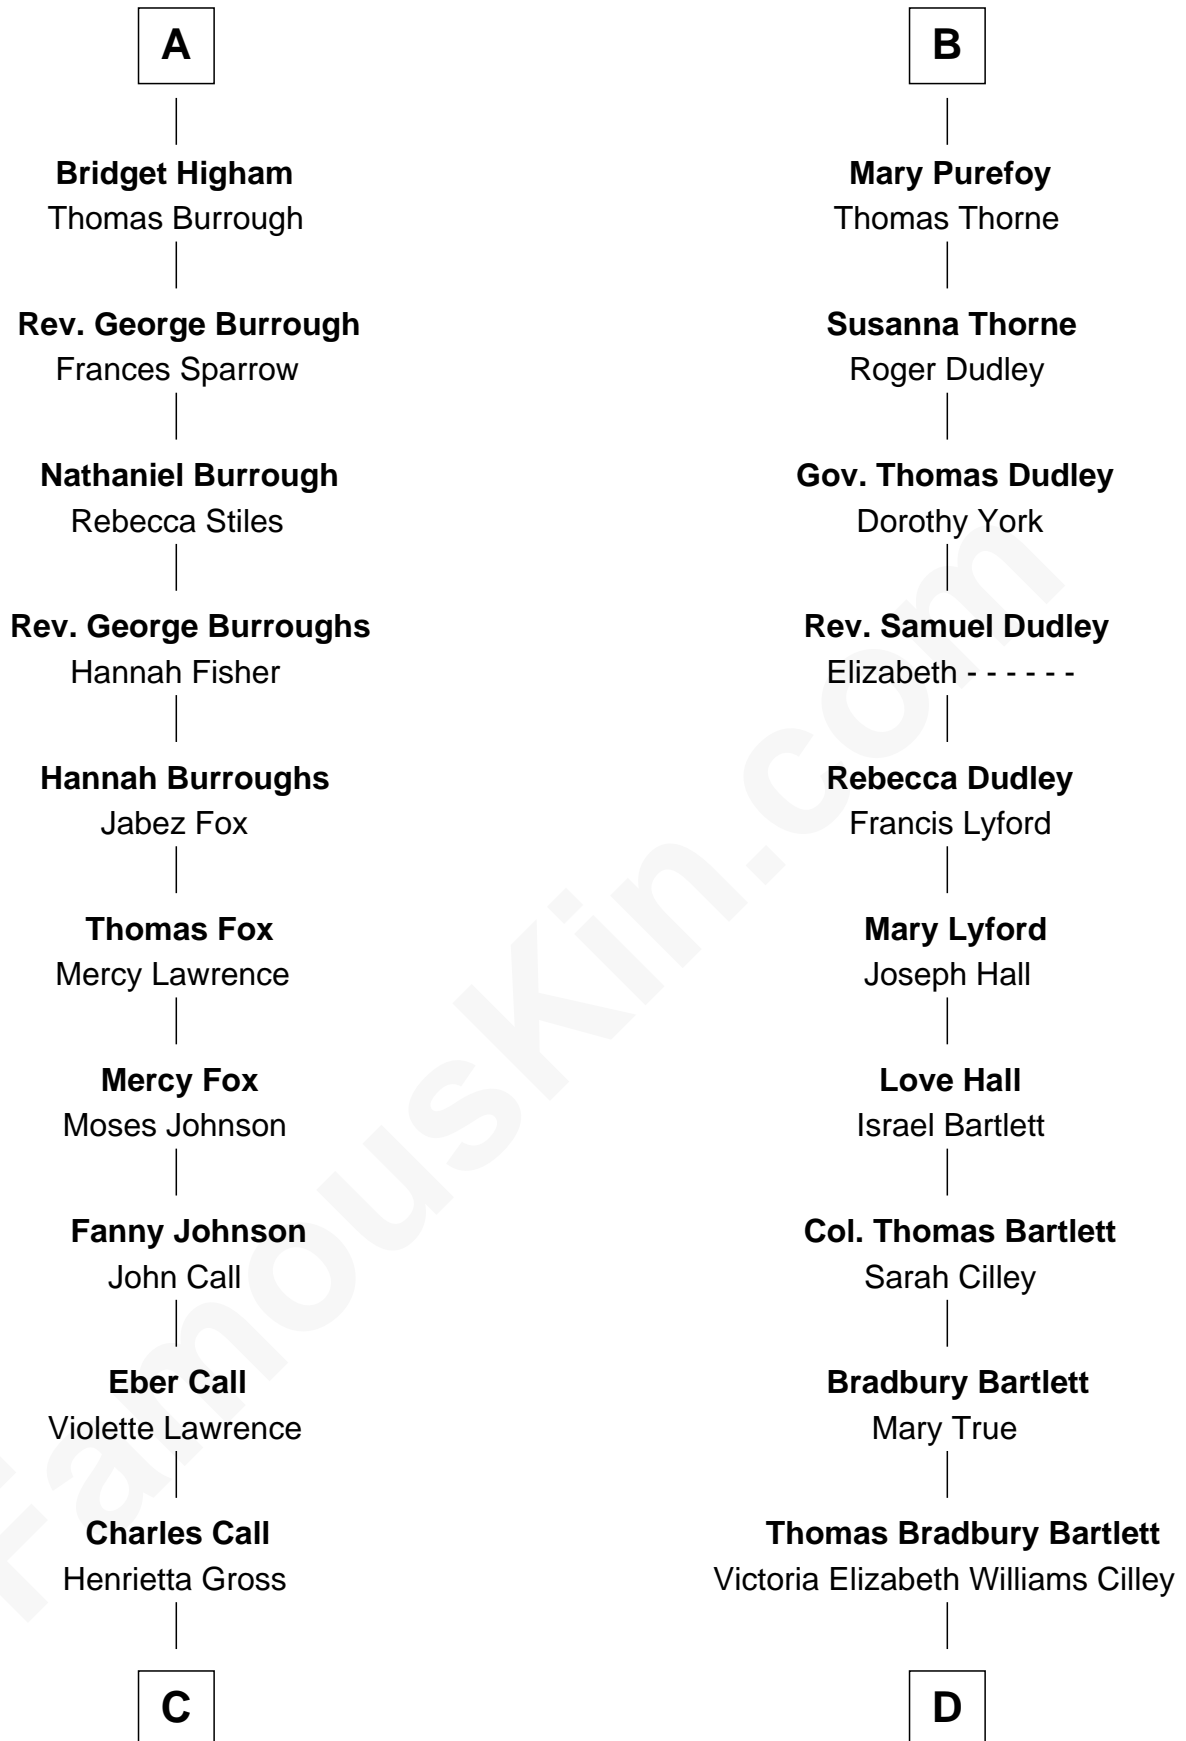 A
Bridget Higham
Thomas Burrough
Rev. George Burrough
Frances Sparrow
Nathaniel Burrough
Rebecca Stiles
Rev. George Burroughs
Hannah Fisher
Hannah Burroughs
Jabez Fox
Thomas Fox
Mercy Lawrence
Mercy Fox
Moses Johnson
Fanny Johnson
John Call
Eber Call
Violette Lawrence
Charles Call
Henrietta Gross
C
B
Mary Purefoy
Thomas Thorne
Susanna Thorne
Roger Dudley
Gov. Thomas Dudley
Dorothy York
Rev. Samuel Dudley
Elizabeth - - - - - -
Rebecca Dudley
Francis Lyford
Mary Lyford
Joseph Hall
Love Hall
Israel Bartlett
Col. Thomas Bartlett
Sarah Cilley
Bradbury Bartlett
Mary True
Thomas Bradbury Bartlett
Victoria Elizabeth Williams Cilley
D
FamousKin.com